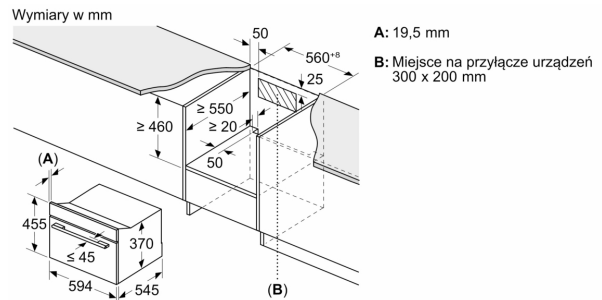 Wymiary w mm
50
560+8
25
≥ 550
≥ 460
≥ 20
50
(A)
455
370
≤ 45
594
545
(B)
A: 19,5 mm
B: Miejsce na przyłącze urządzeń
300 x 200 mm